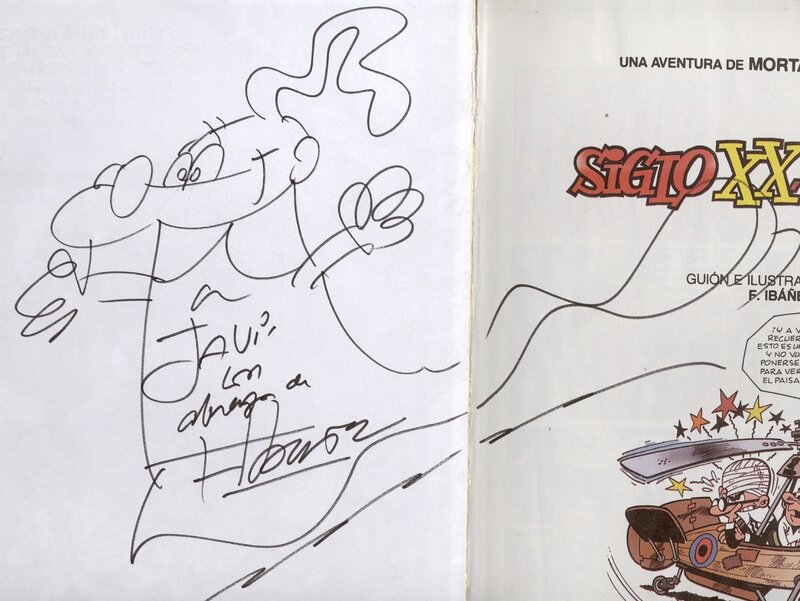 a
JAVI,
con
abrazo de
Ibáñez
UNA AVENTURA DE MORTA
SIGLO XX
GUIÓN E ILUSTRA
F. IBÁÑE
¡Y A V
RECUER
ESTO ES UN
Y NO VU
PONERSE
PARA VER
EL PAISA